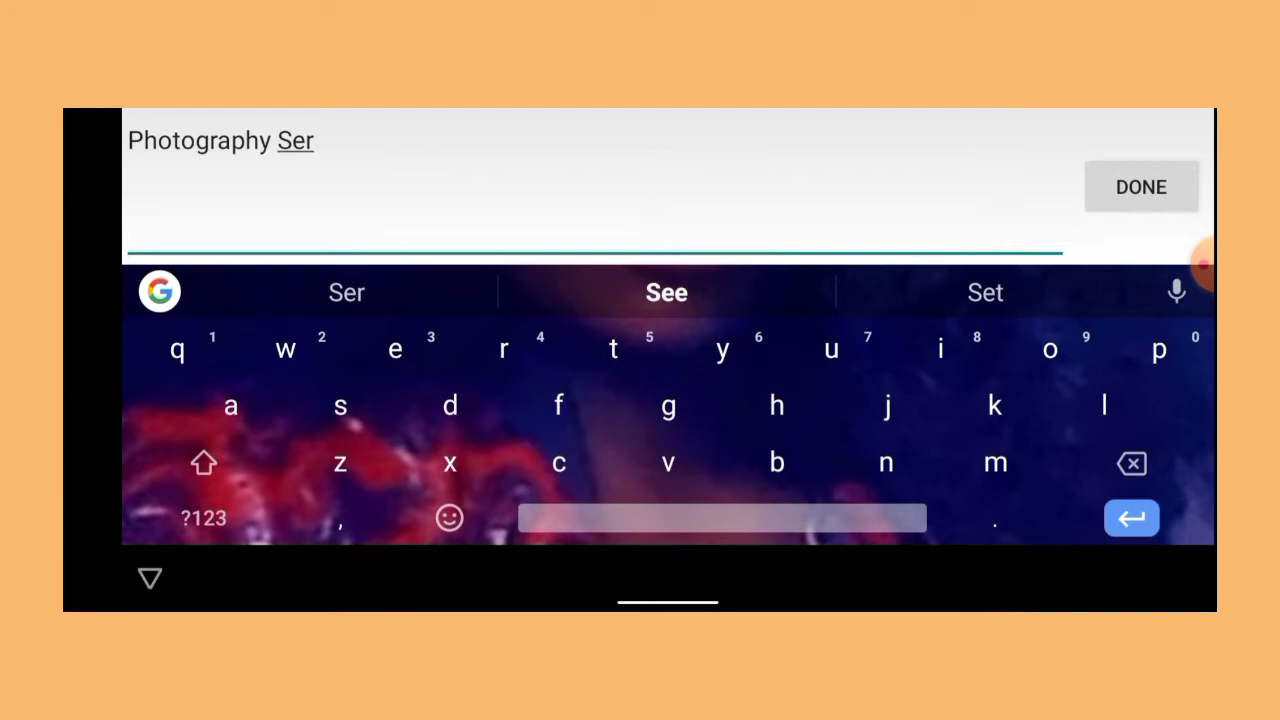 Photography Ser
DONE
Ser See Set
q 1 w 2 e 3 r 4 t 5 y 6 u 7 i 8 o 9 p 0
a s d f g h j k l
z x c v b n m
?123 , .